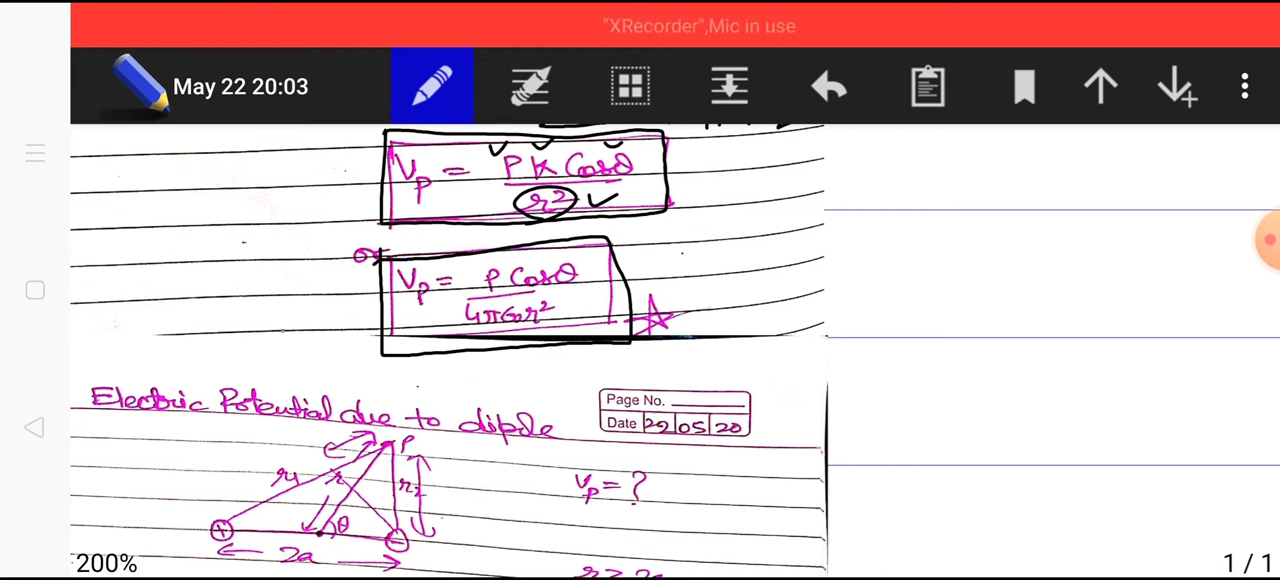 "XRecorder",Mic in use
May 22 20:03
Vp = P K Cosθ
r² ✓
or
Vp = P Cosθ
4πε₀r²
Electric Potential due to dipole
Page No.
Date 22 05 20
P
r₁ r r₂
Vp = ?
+ θ −
2a
200%
1 / 1